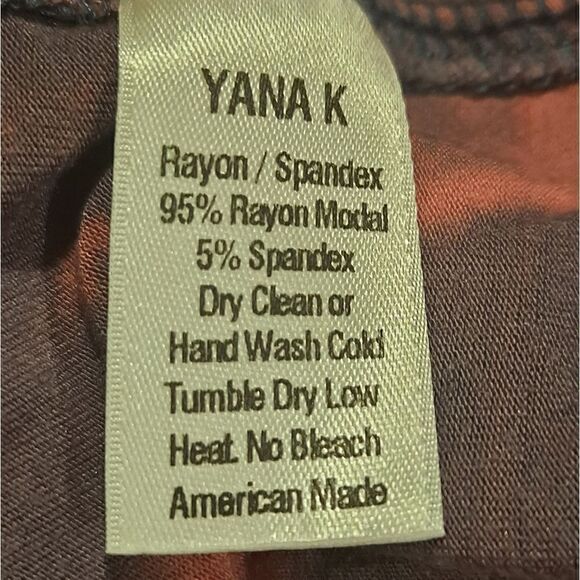 YANA K
Rayon / Spandex
95% Rayon Modal
5% Spandex
Dry Clean or
Hand Wash Cold
Tumble Dry Low
Heat. No Bleach
American Made